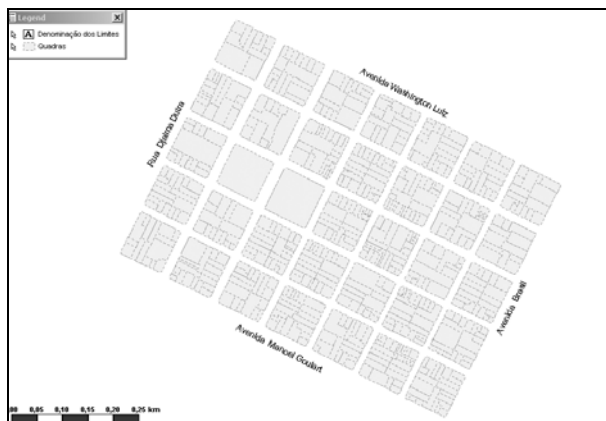 Legend
Denominação dos Limites
Quadras
Avenida Washington Luiz
Rua Djalma Dutra
Avenida Brasil
Avenida Manoel Goulart
0,05 0,10 0,15 0,20 0,25 km